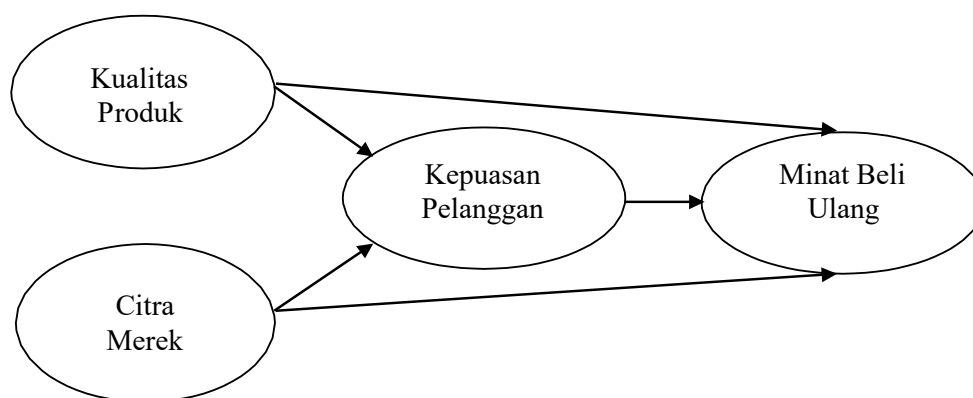 Kualitas
Produk
Kepuasan
Pelanggan
Minat Beli
Ulang
Citra
Merek